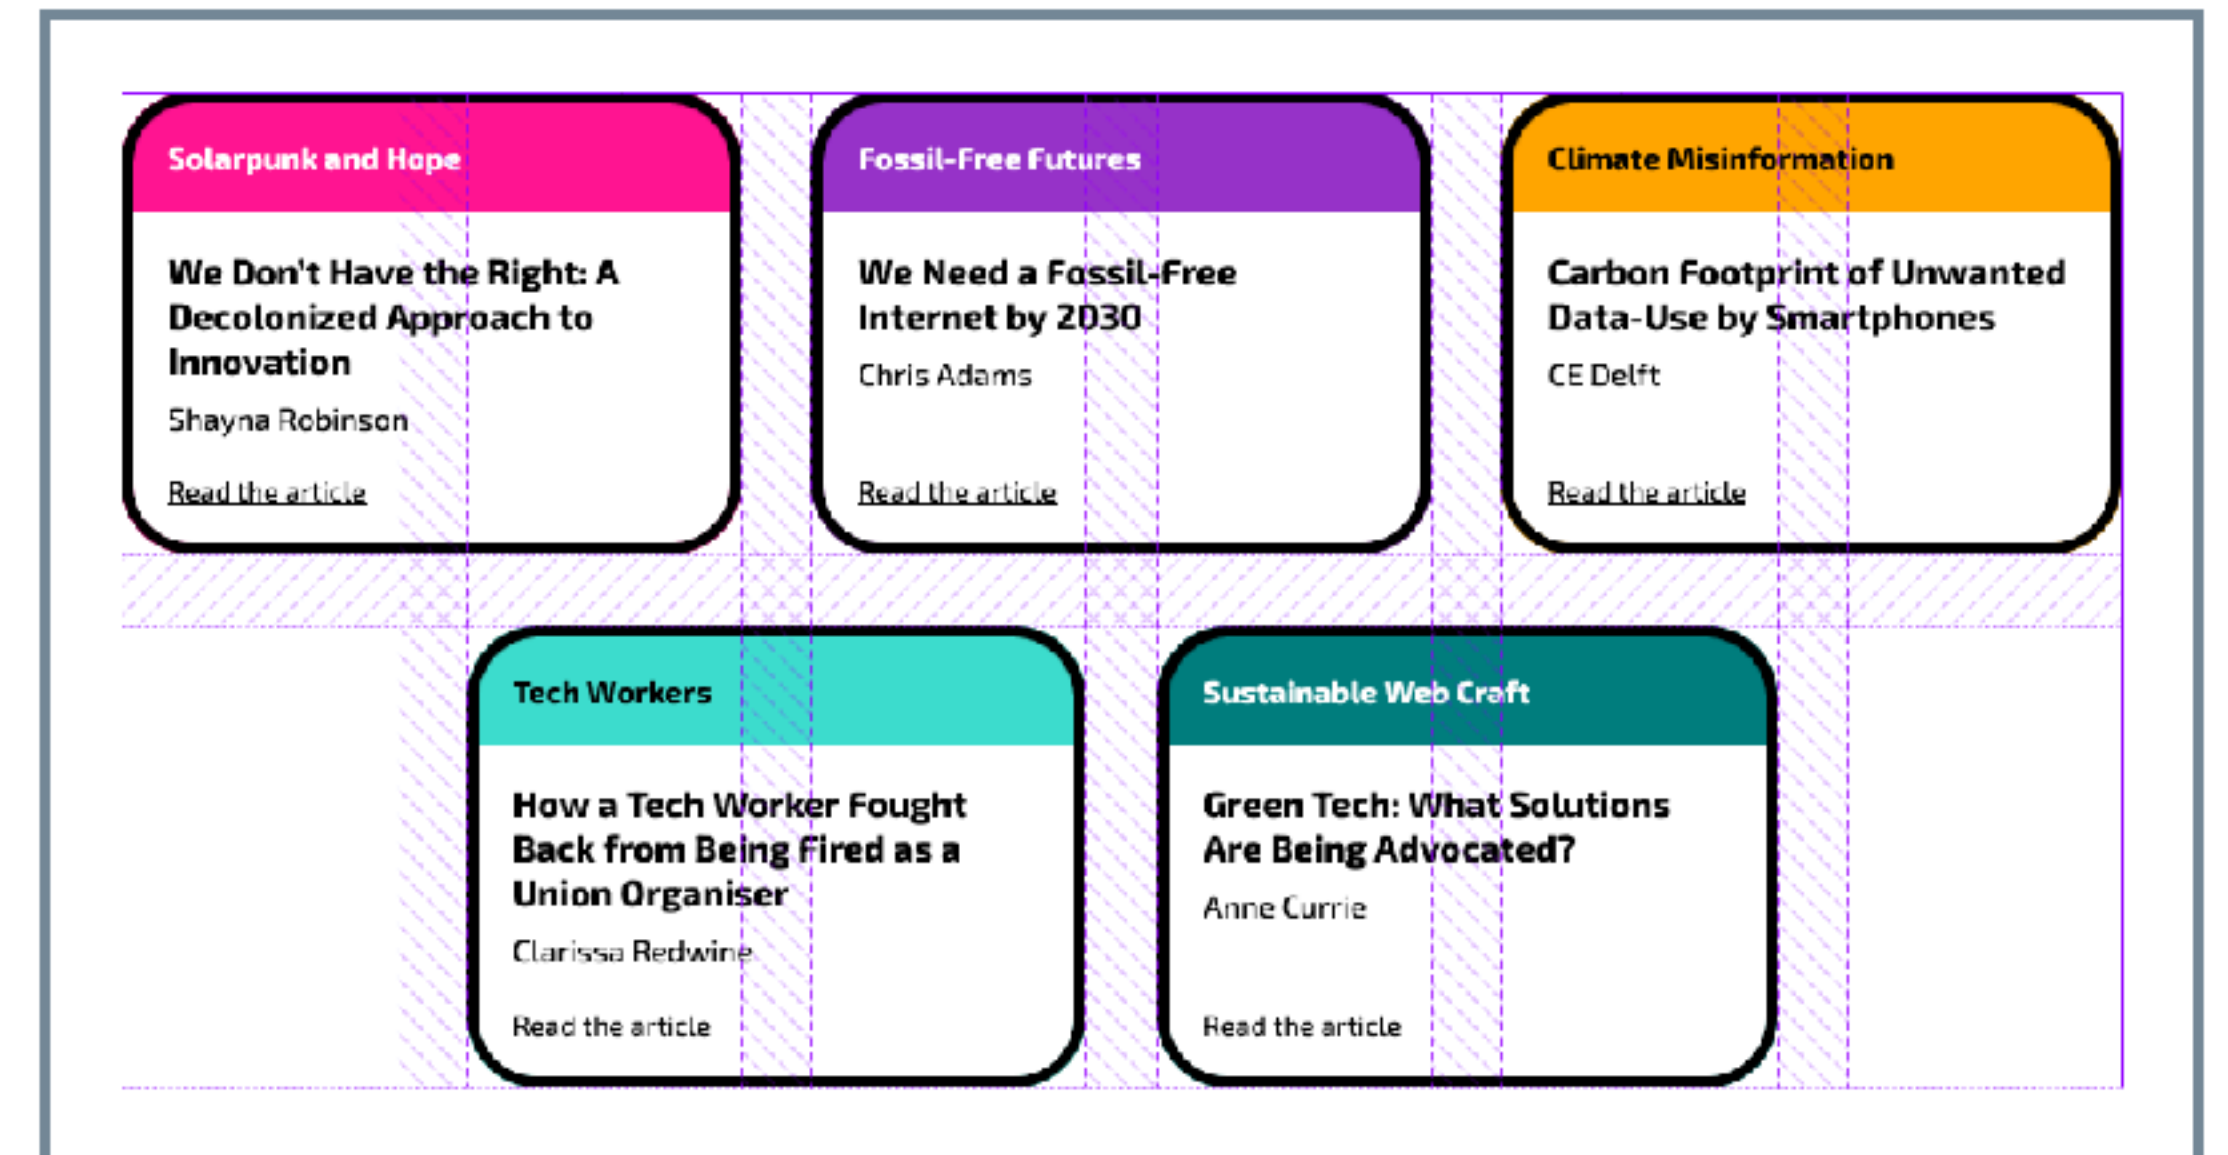 Solarpunk and Hope
We Don't Have the Right: A
Decolonized Approach to
Innovation
Shayna Robinson
Read the article
Fossil-Free Futures
We Need a Fossil-Free
Internet by 2030
Chris Adams
Read the article
Climate Misinformation
Carbon Footprint of Unwanted
Data-Use by Smartphones
CE Delft
Read the article
Tech Workers
How a Tech Worker Fought
Back from Being Fired as a
Union Organiser
Clarissa Redwine
Read the article
Sustainable Web Craft
Green Tech: What Solutions
Are Being Advocated?
Anne Currie
Read the article